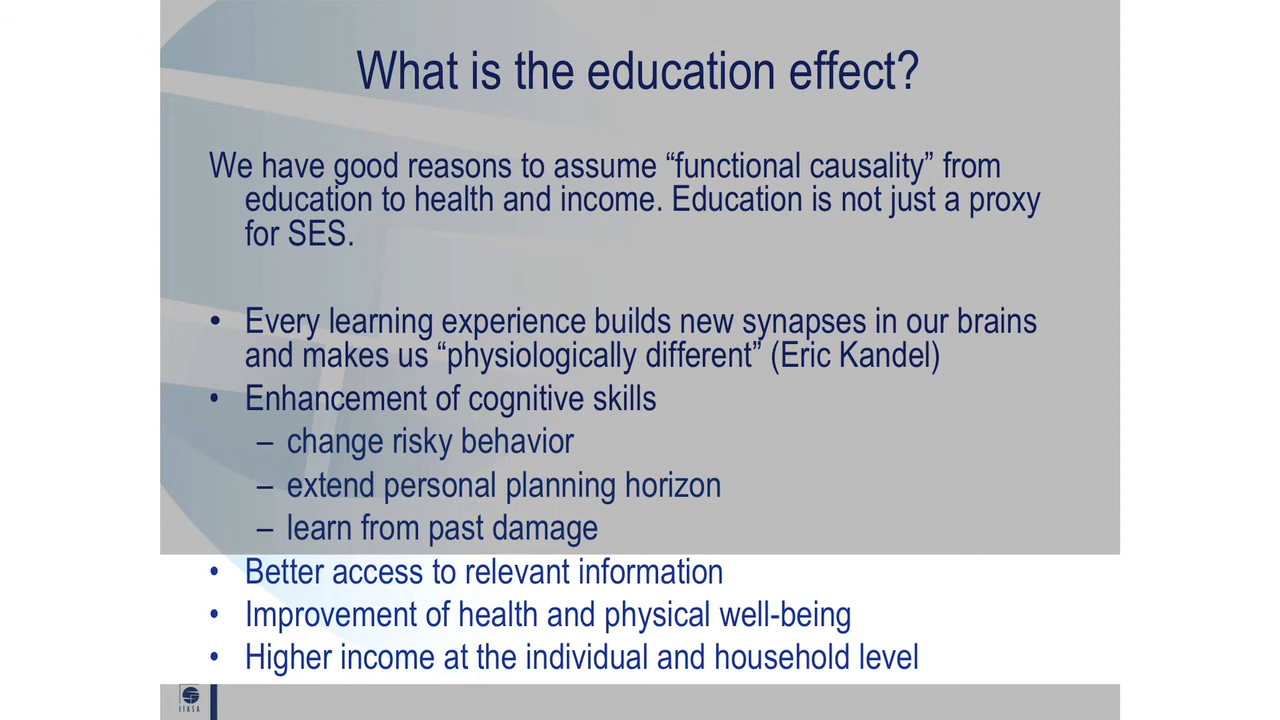 What is the education effect?
We have good reasons to assume “functional causality” from
education to health and income. Education is not just a proxy
for SES.
• Every learning experience builds new synapses in our brains
and makes us “physiologically different” (Eric Kandel)
• Enhancement of cognitive skills
– change risky behavior
– extend personal planning horizon
– learn from past damage
• Better access to relevant information
• Improvement of health and physical well-being
• Higher income at the individual and household level
IIASA